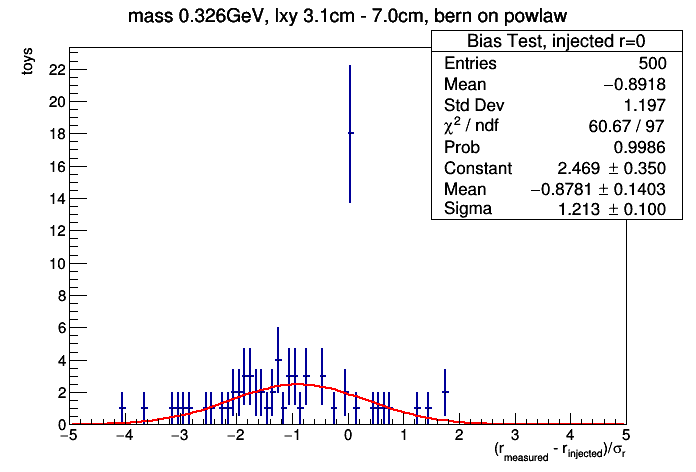 mass 0.326GeV, lxy 3.1cm - 7.0cm, bern on powlaw
toys
Bias Test, injected r=0
Entries 500
Mean −0.8918
Std Dev 1.197
χ² / ndf 60.67 / 97
Prob 0.9986
Constant 2.469 ± 0.350
Mean −0.8781 ± 0.1403
Sigma 1.213 ± 0.100
22
20
18
16
14
12
10
8
6
4
2
0
−5 −4 −3 −2 −1 0 1 2 3 4 5
(r_measured - r_injected)/σ_r